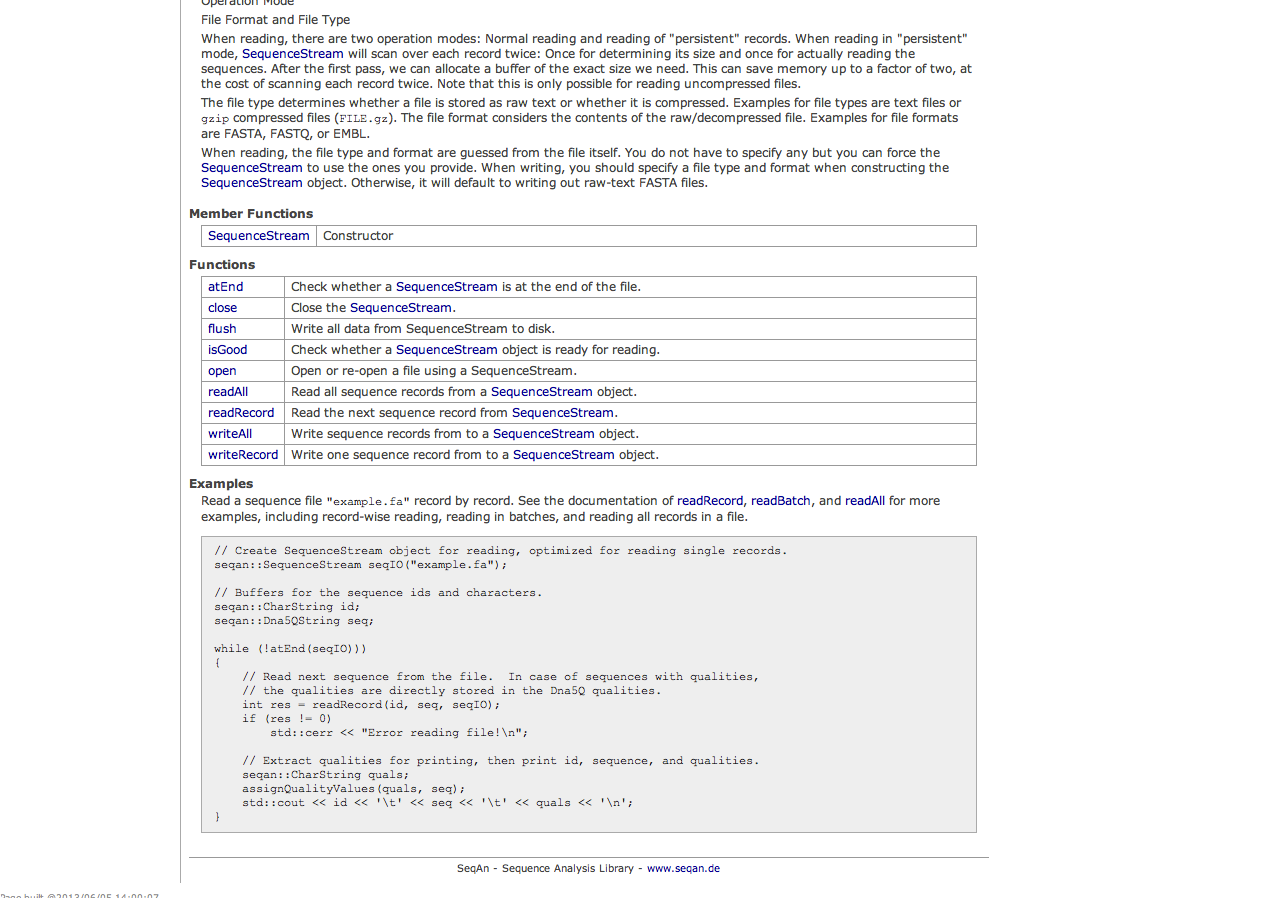 Operation Mode
File Format and File Type
When reading, there are two operation modes: Normal reading and reading of "persistent" records. When reading in "persistent"
mode, SequenceStream will scan over each record twice: Once for determining its size and once for actually reading the
sequences. After the first pass, we can allocate a buffer of the exact size we need. This can save memory up to a factor of two, at
the cost of scanning each record twice. Note that this is only possible for reading uncompressed files.
The file type determines whether a file is stored as raw text or whether it is compressed. Examples for file types are text files or
gzip compressed files (FILE.gz). The file format considers the contents of the raw/decompressed file. Examples for file formats
are FASTA, FASTQ, or EMBL.
When reading, the file type and format are guessed from the file itself. You do not have to specify any but you can force the
SequenceStream to use the ones you provide. When writing, you should specify a file type and format when constructing the
SequenceStream object. Otherwise, it will default to writing out raw-text FASTA files.
Member Functions
SequenceStream Constructor
Functions
atEnd Check whether a SequenceStream is at the end of the file.
close Close the SequenceStream.
flush Write all data from SequenceStream to disk.
isGood Check whether a SequenceStream object is ready for reading.
open Open or re-open a file using a SequenceStream.
readAll Read all sequence records from a SequenceStream object.
readRecord Read the next sequence record from SequenceStream.
writeAll Write sequence records from to a SequenceStream object.
writeRecord Write one sequence record from to a SequenceStream object.
Examples
Read a sequence file "example.fa" record by record. See the documentation of readRecord, readBatch, and readAll for more
examples, including record-wise reading, reading in batches, and reading all records in a file.
// Create SequenceStream object for reading, optimized for reading single records.
seqan::SequenceStream seqIO("example.fa");
// Buffers for the sequence ids and characters.
seqan::CharString id;
seqan::Dna5QString seq;
while (!atEnd(seqIO)))
{
// Read next sequence from the file.  In case of sequences with qualities,
// the qualities are directly stored in the Dna5Q qualities.
int res = readRecord(id, seq, seqIO);
if (res != 0)
std::cerr << "Error reading file!\n";
// Extract qualities for printing, then print id, sequence, and qualities.
seqan::CharString quals;
assignQualityValues(quals, seq);
std::cout << id << '\t' << seq << '\t' << quals << '\n';
}
SeqAn - Sequence Analysis Library - www.seqan.de
Page built @2013/06/05 14:00:07